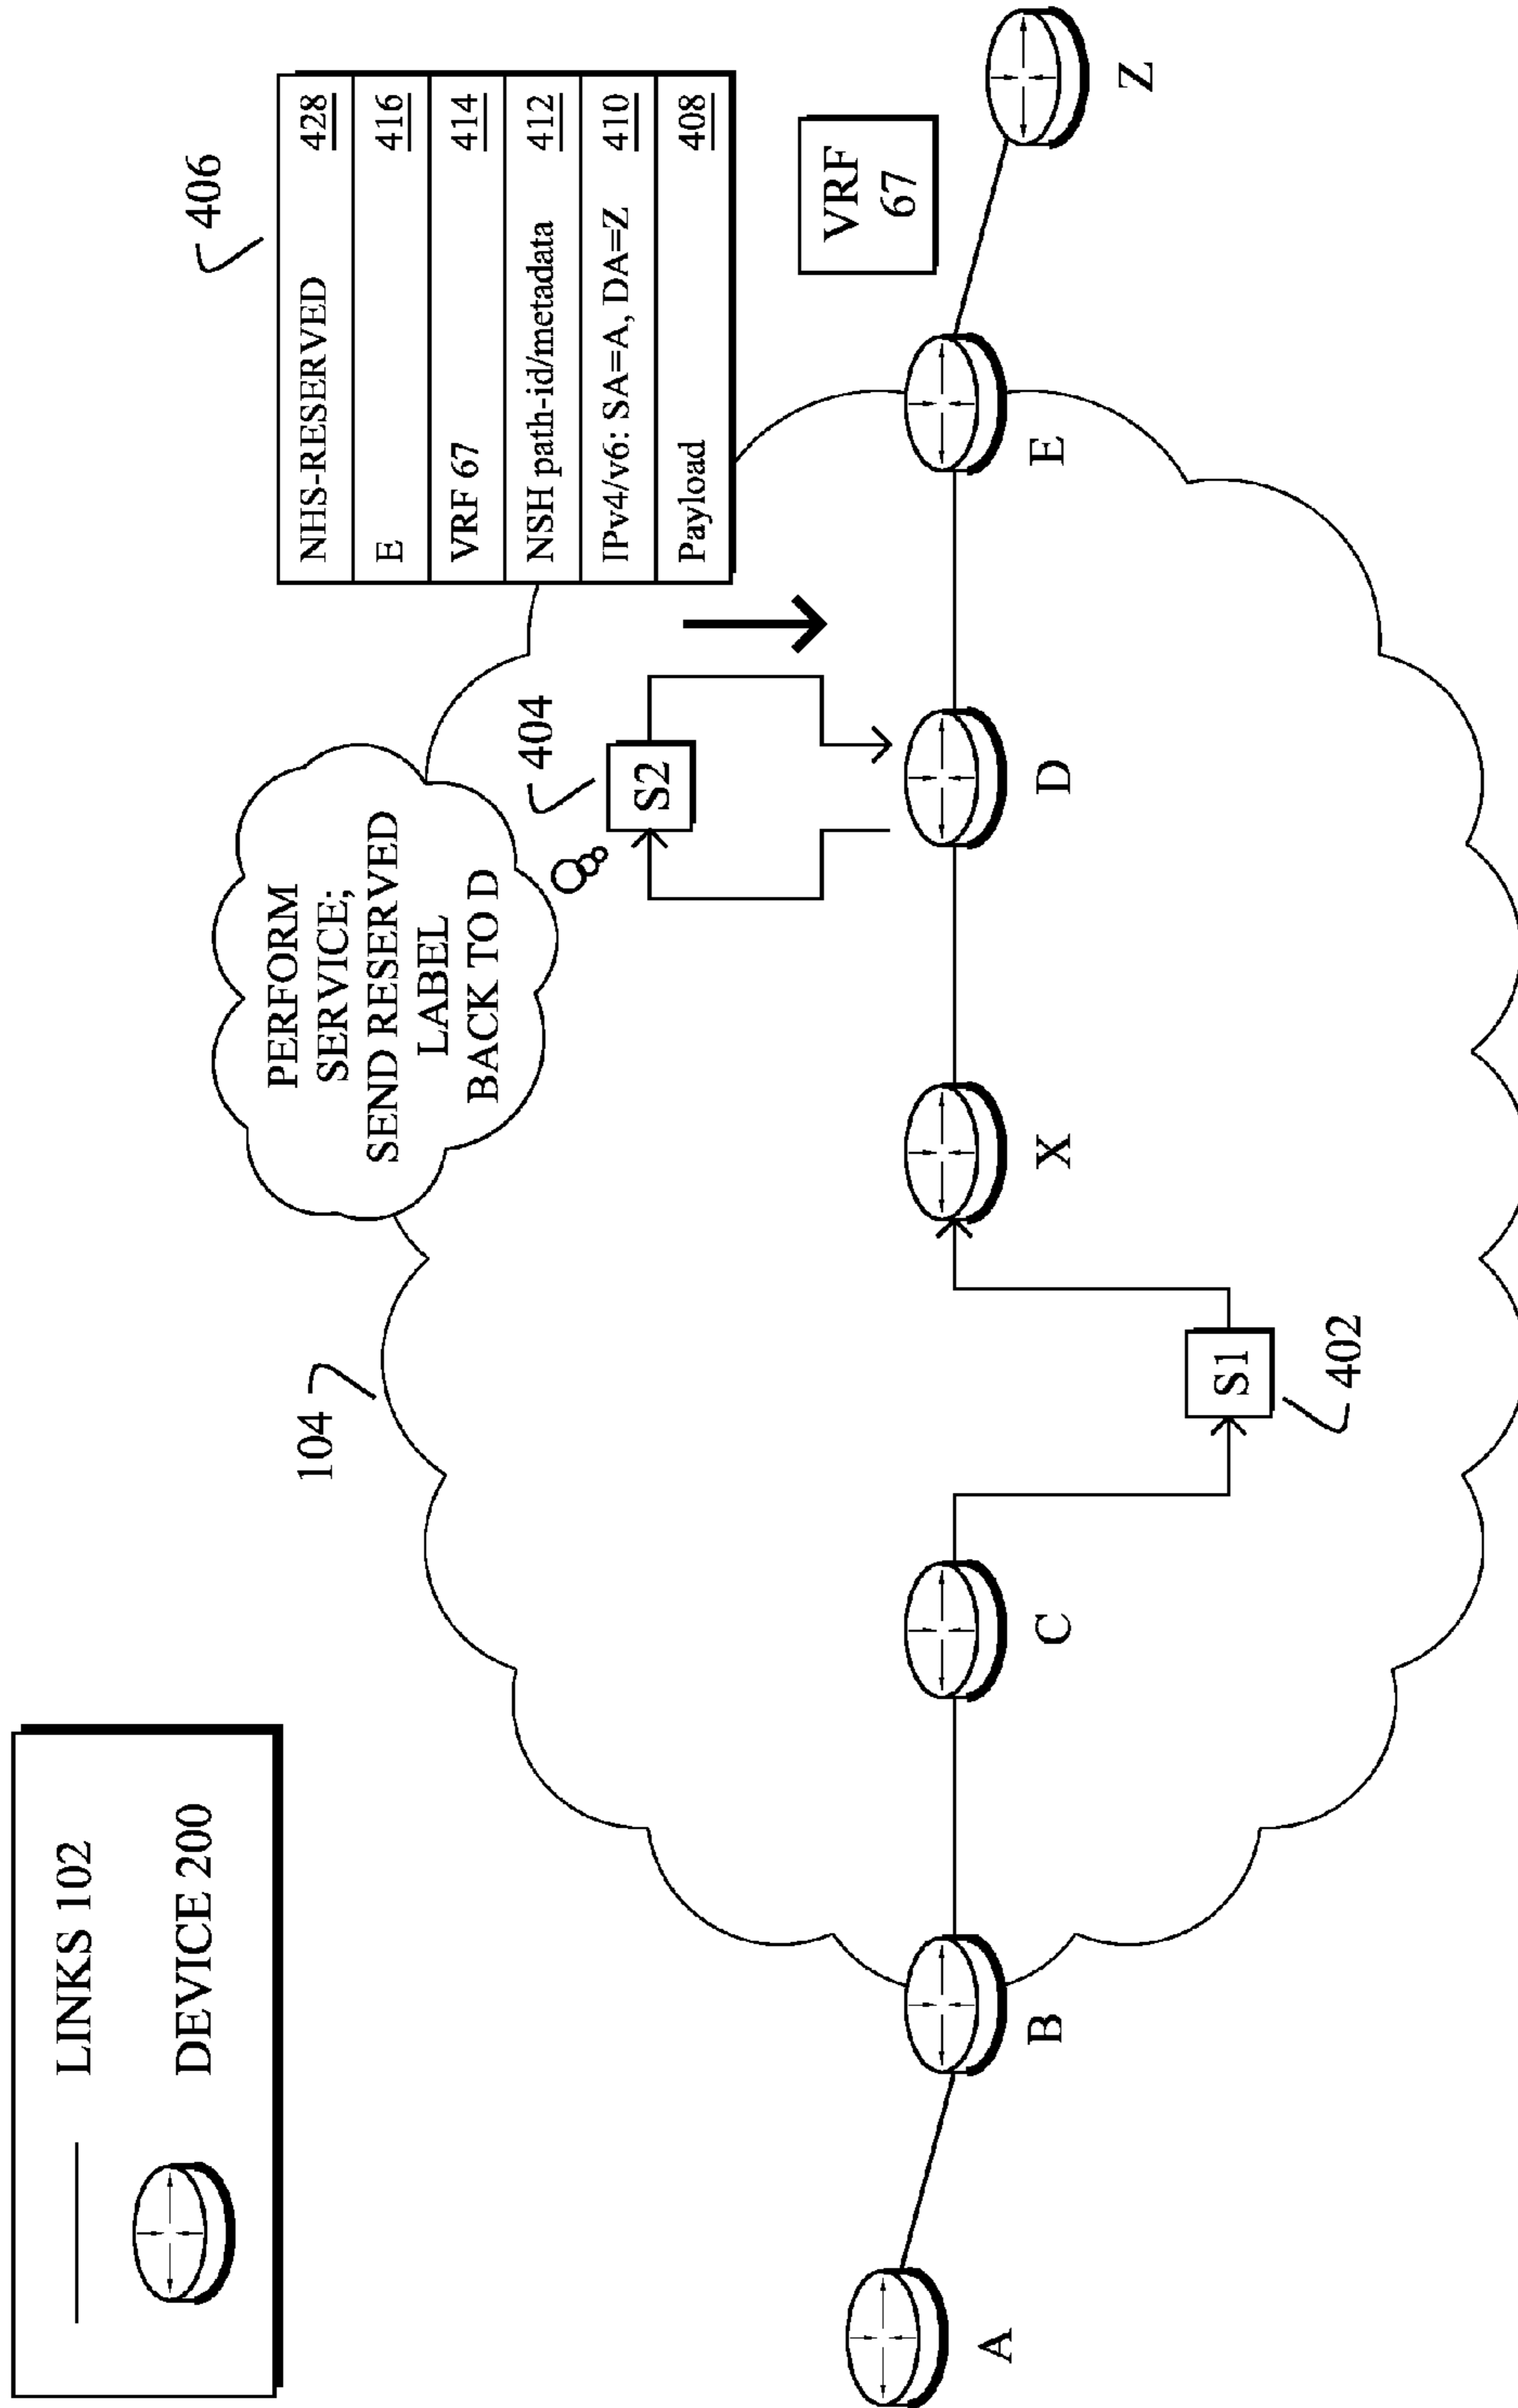 LINKS 102
DEVICE 200
104
PERFORM
SERVICE;
SEND RESERVED
LABEL
BACK TO D
404
S2
406
NHS-RESERVED 428
E 416
VRF 67 414
NSH path-id/metadata 412
IPv4/v6: SA=A, DA=Z 410
Payload 408
VRF
67
A
B
C
X
D
E
Z
S1
402